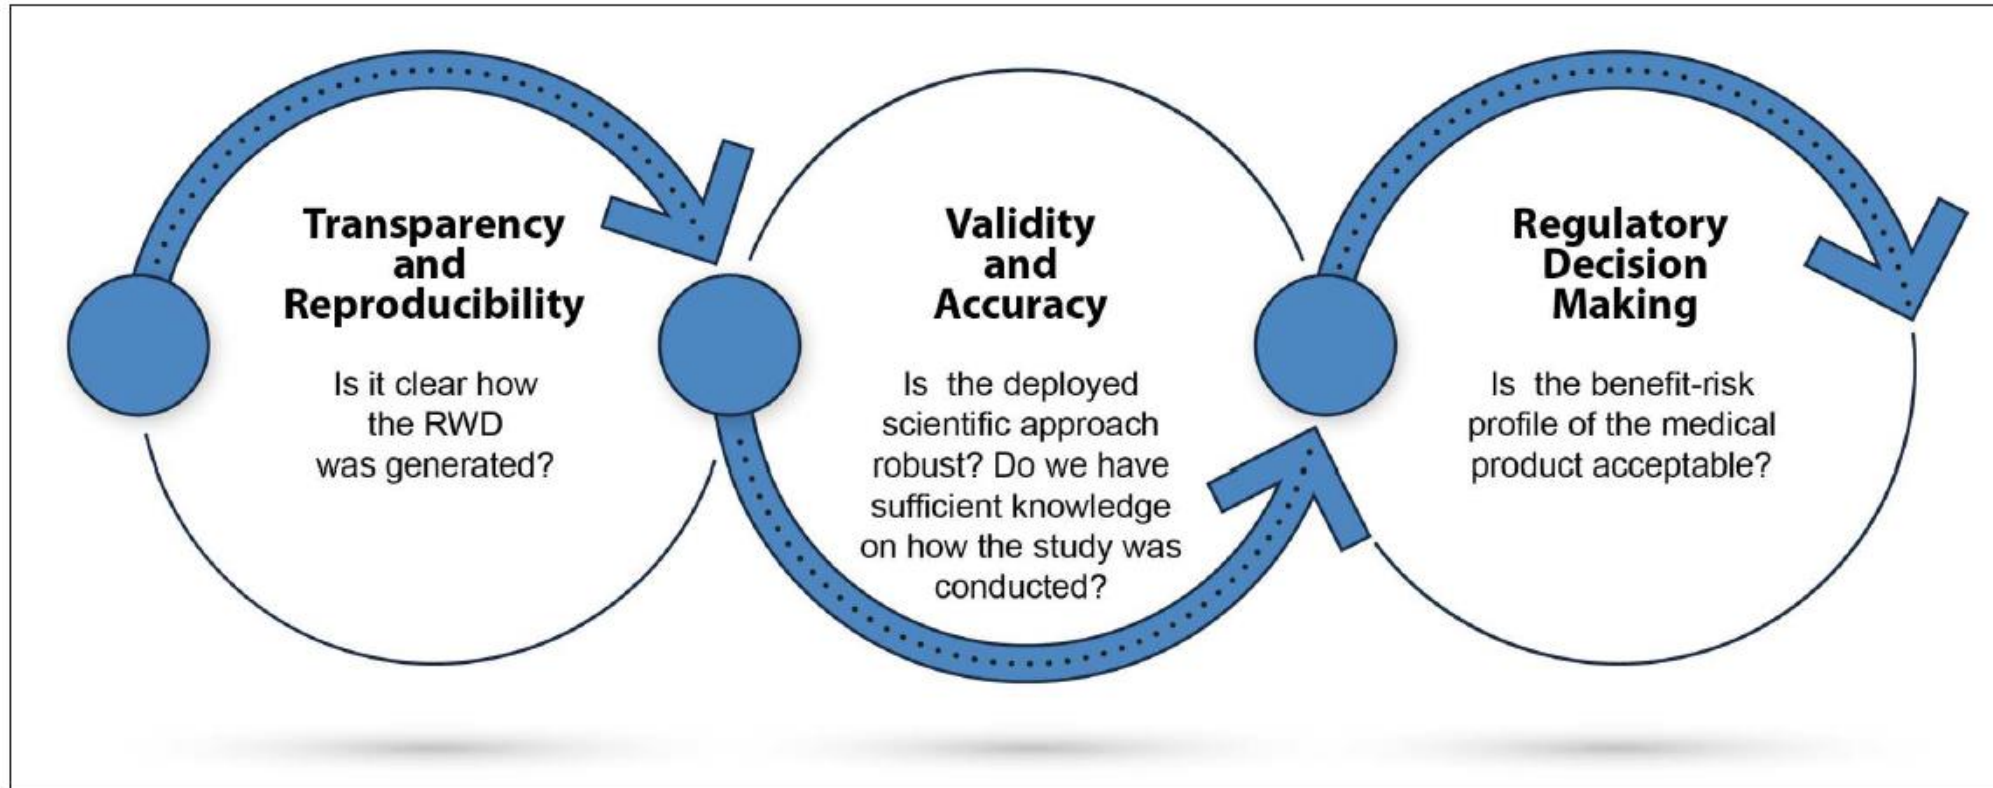 Transparency
and
Reproducibility
Is it clear how
the RWD
was generated?
Validity
and
Accuracy
Is the deployed
scientific approach
robust? Do we have
sufficient knowledge
on how the study was
conducted?
Regulatory
Decision
Making
Is the benefit-risk
profile of the medical
product acceptable?